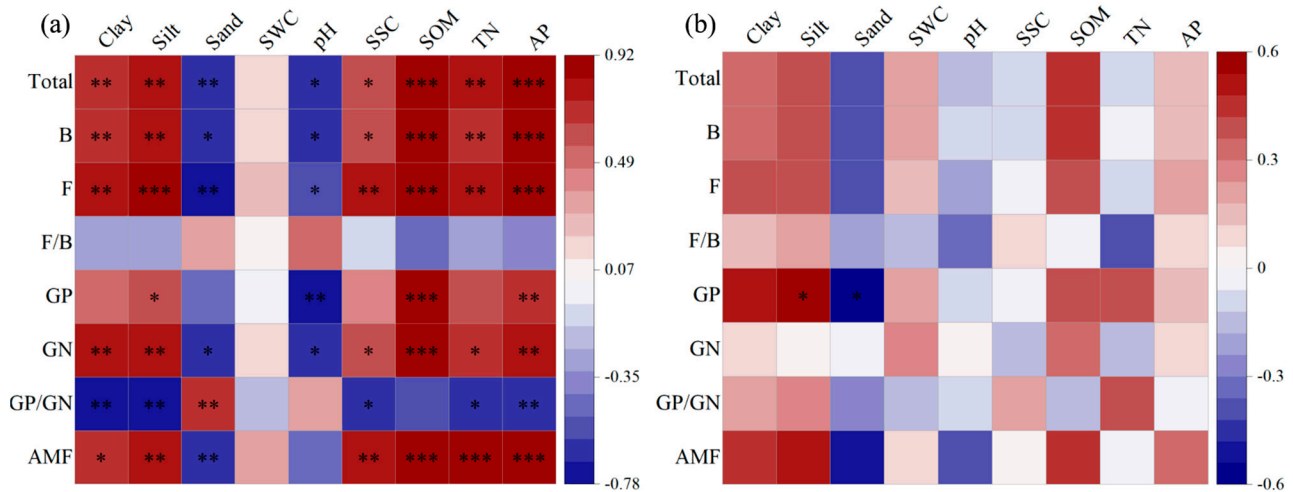 (a)
Clay Silt Sand SWC pH SSC SOM TN AP
Total ** ** ** * * *** ** ***
B ** ** * * * *** ** ***
F ** *** ** * ** *** ** ***
F/B
GP * ** *** **
GN ** ** * * * *** * **
GP/GN ** ** ** * * **
AMF * ** ** ** *** *** ***
0.92
0.49
0.07
-0.35
-0.78
(b)
Clay Silt Sand SWC pH SSC SOM TN AP
Total
B
F
F/B
GP * *
GN
GP/GN
AMF
0.6
0.3
0
-0.3
-0.6